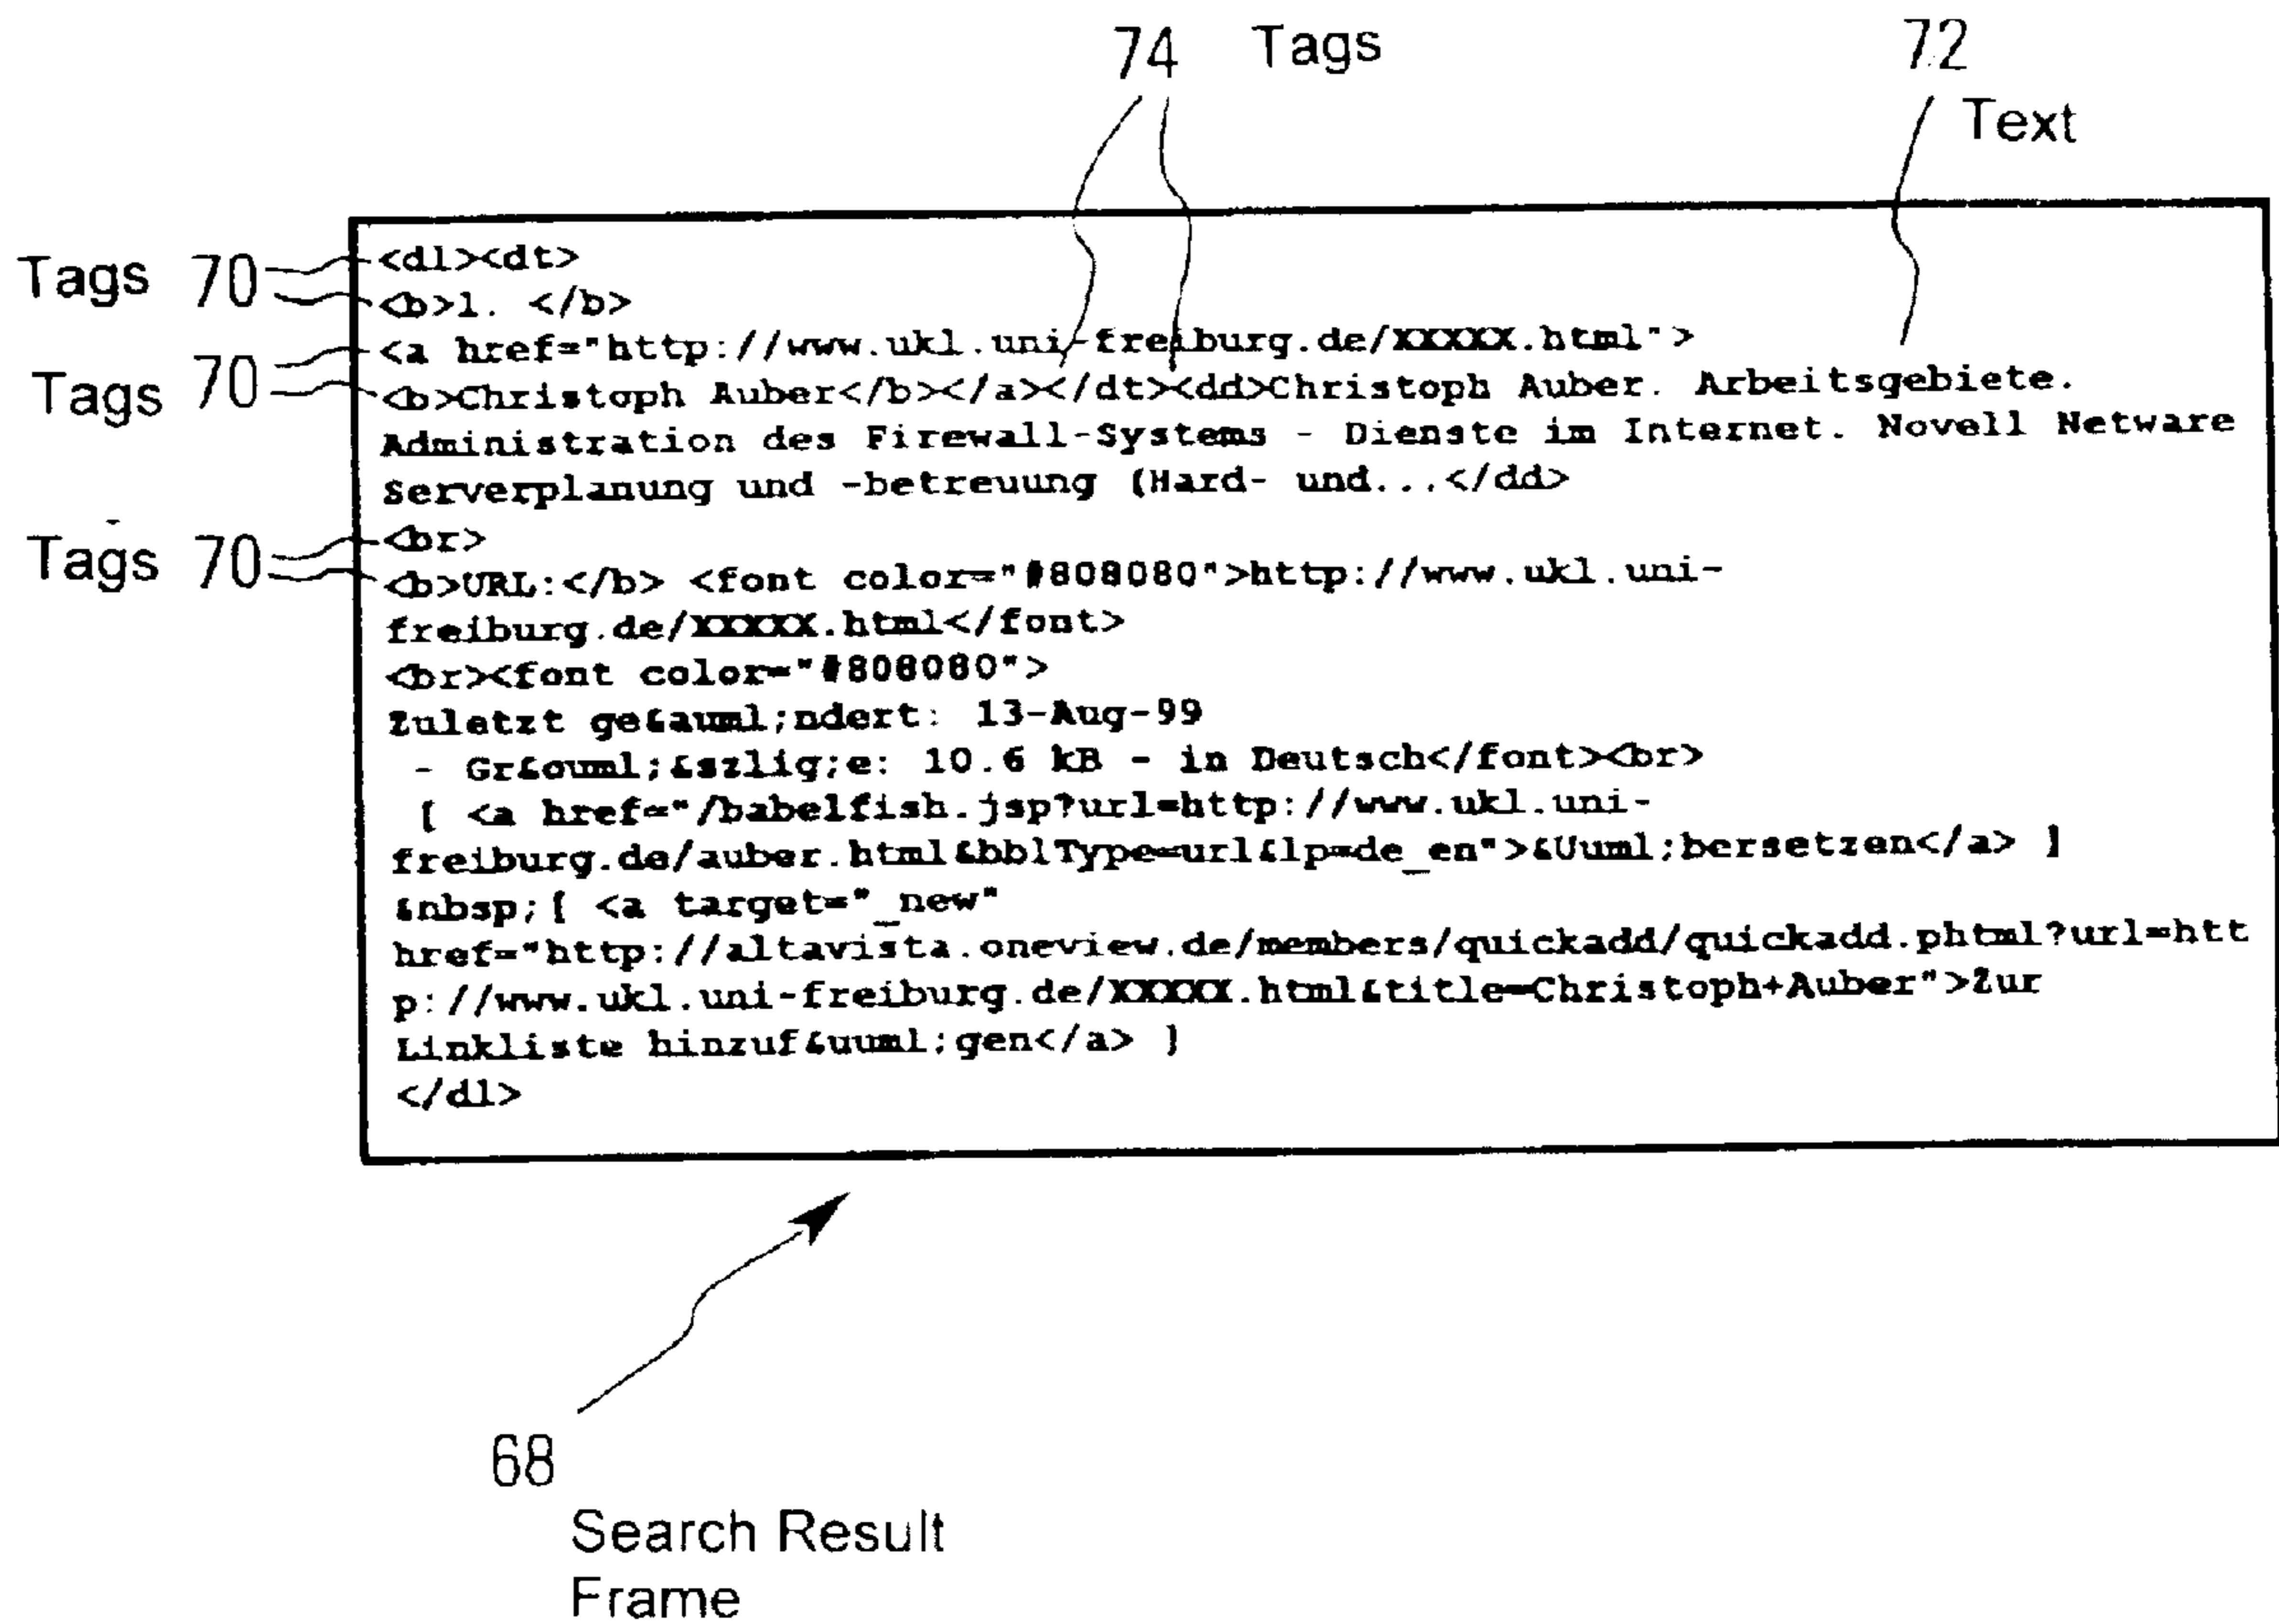 74 Tags
72
Text
Tags 70
<dl><dt>
<b>1. </b>
Tags 70
<a href="http://www.ukl.uni-freiburg.de/XXXXX.html">
<b>Christoph Auber</b></a></dt><dd>Christoph Auber. Arbeitsgebiete.
Administration des Firewall-Systems - Dienste im Internet. Novell Netware
Serverplanung und -betreuung (Hard- und...</dd>
Tags 70
<br>
<b>URL:</b> <font color="#808080">http://www.ukl.uni-
freiburg.de/XXXXX.html</font>
<br><font color="#808080">
Zuletzt ge&auml;ndert: 13-Aug-99
- Gr&ouml;&szlig;e: 10.6 kB - in Deutsch</font><br>
[ <a href="/babelfish.jsp?url=http://www.ukl.uni-
freiburg.de/auber.html&bblType=url&lp=de_en">&Uuml;bersetzen</a> ]
&nbsp;[ <a target="_new"
href="http://altavista.oneview.de/members/quickadd/quickadd.phtml?url=htt
p://www.ukl.uni-freiburg.de/XXXXX.html&title=Christoph+Auber">Zur
Linkliste hinzuf&uuml;gen</a> ]
</dl>
68
Search Result
Frame